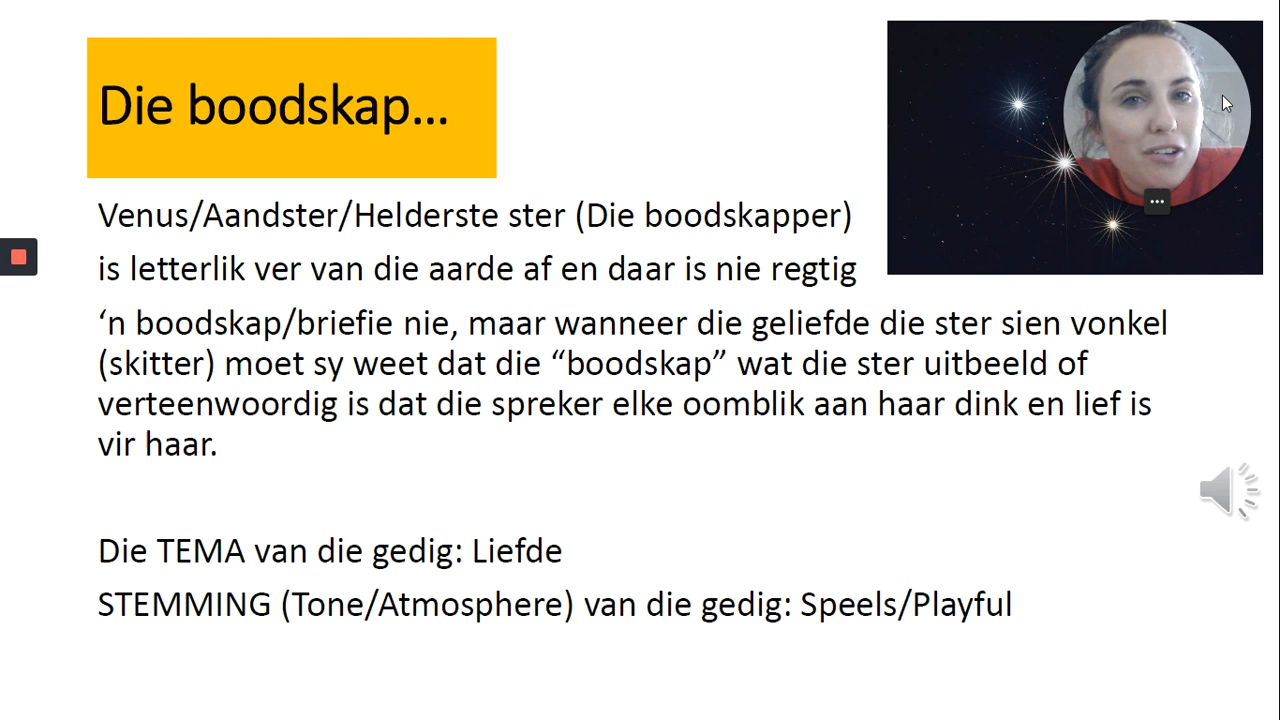 Die boodskap...
Venus/Aandster/Helderste ster (Die boodskapper)
is letterlik ver van die aarde af en daar is nie regtig
‘n boodskap/briefie nie, maar wanneer die geliefde die ster sien vonkel
(skitter) moet sy weet dat die “boodskap” wat die ster uitbeeld of
verteenwoordig is dat die spreker elke oomblik aan haar dink en lief is
vir haar.
Die TEMA van die gedig: Liefde
STEMMING (Tone/Atmosphere) van die gedig: Speels/Playful